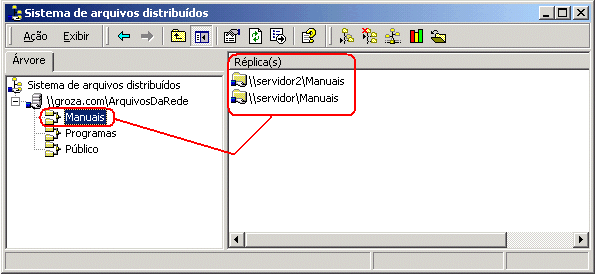 Sistema de arquivos distribuídos
Ação Exibir
Árvore
Sistema de arquivos distribuídos
\\groza.com\ArquivosDaRede
Manuais
Programas
Público
Réplica(s)
\\servidor2\Manuais
\\servidor\Manuais